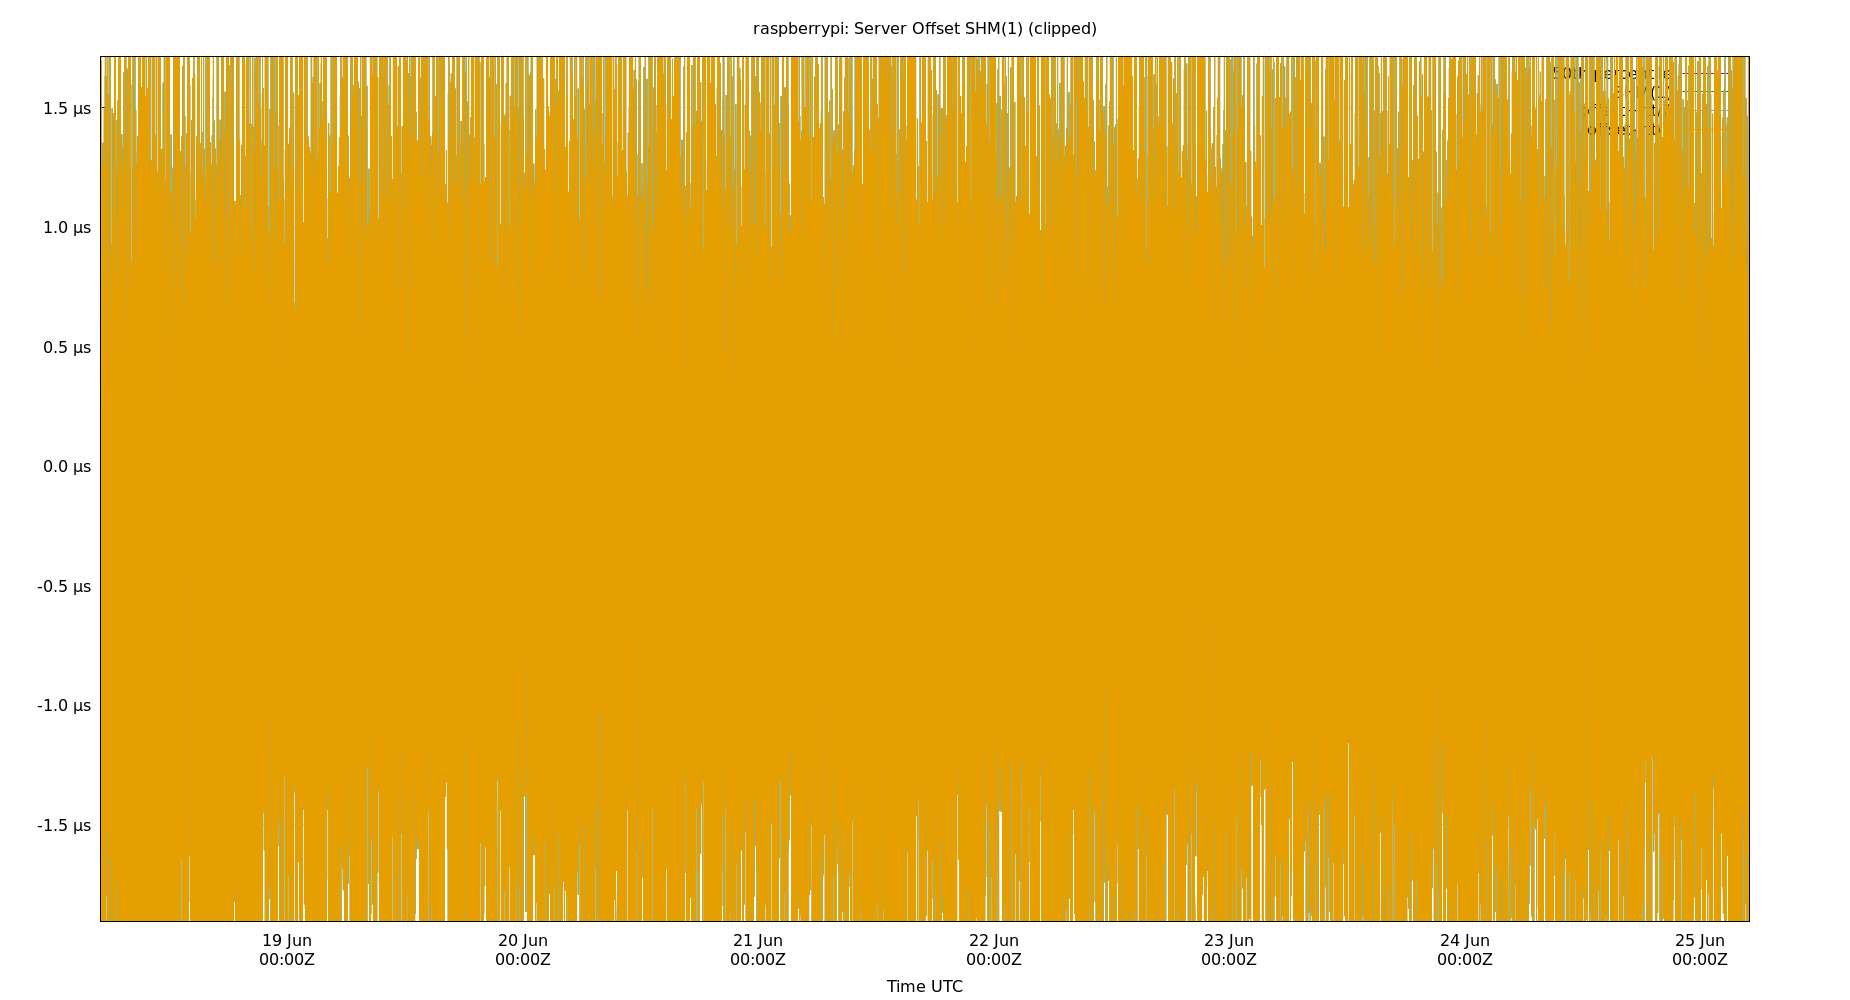 raspberrypi: Server Offset SHM(1) (clipped)
1.5 µs
1.0 µs
0.5 µs
0.0 µs
-0.5 µs
-1.0 µs
-1.5 µs
19 Jun 20 Jun 21 Jun 22 Jun 23 Jun 24 Jun 25 Jun
00:00Z 00:00Z 00:00Z 00:00Z 00:00Z 00:00Z 00:00Z
Time UTC